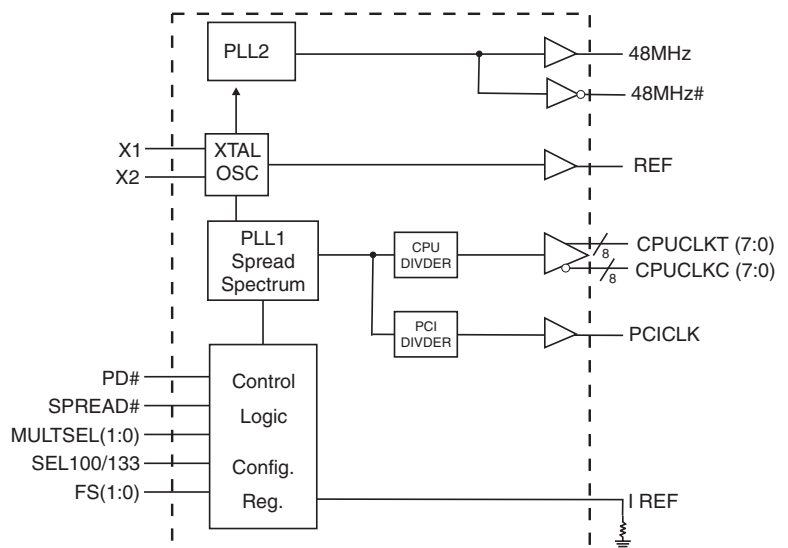 PLL2
48MHz
48MHz#
X1
X2
XTAL
OSC
REF
PLL1
Spread
Spectrum
CPU
DIVDER
8
CPUCLKT (7:0)
8
CPUCLKC (7:0)
PCI
DIVDER
PCICLK
PD#
SPREAD#
MULTSEL(1:0)
SEL100/133
FS(1:0)
Control
Logic
Config.
Reg.
I REF